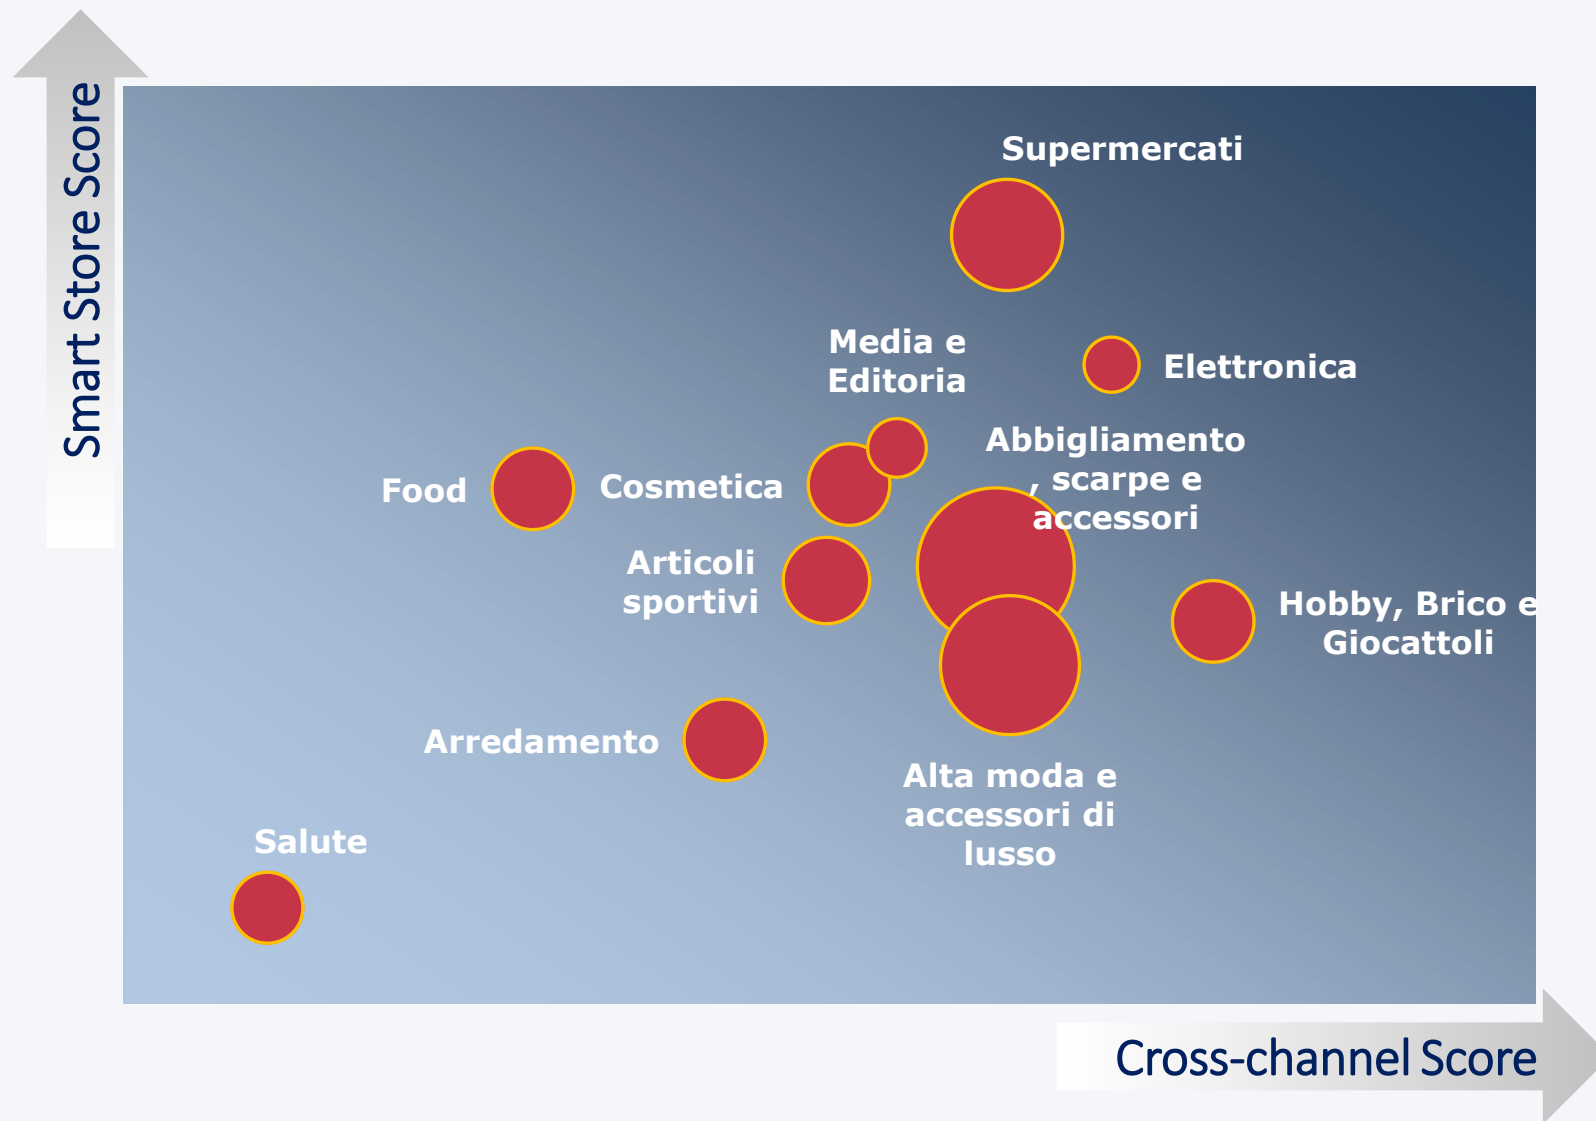 Smart Store Score
Supermercati
Media e
Editoria
Elettronica
Abbigliamento
, scarpe e
accessori
Food
Cosmetica
Articoli
sportivi
Hobby, Brico e
Giocattoli
Arredamento
Alta moda e
accessori di
lusso
Salute
Cross-channel Score